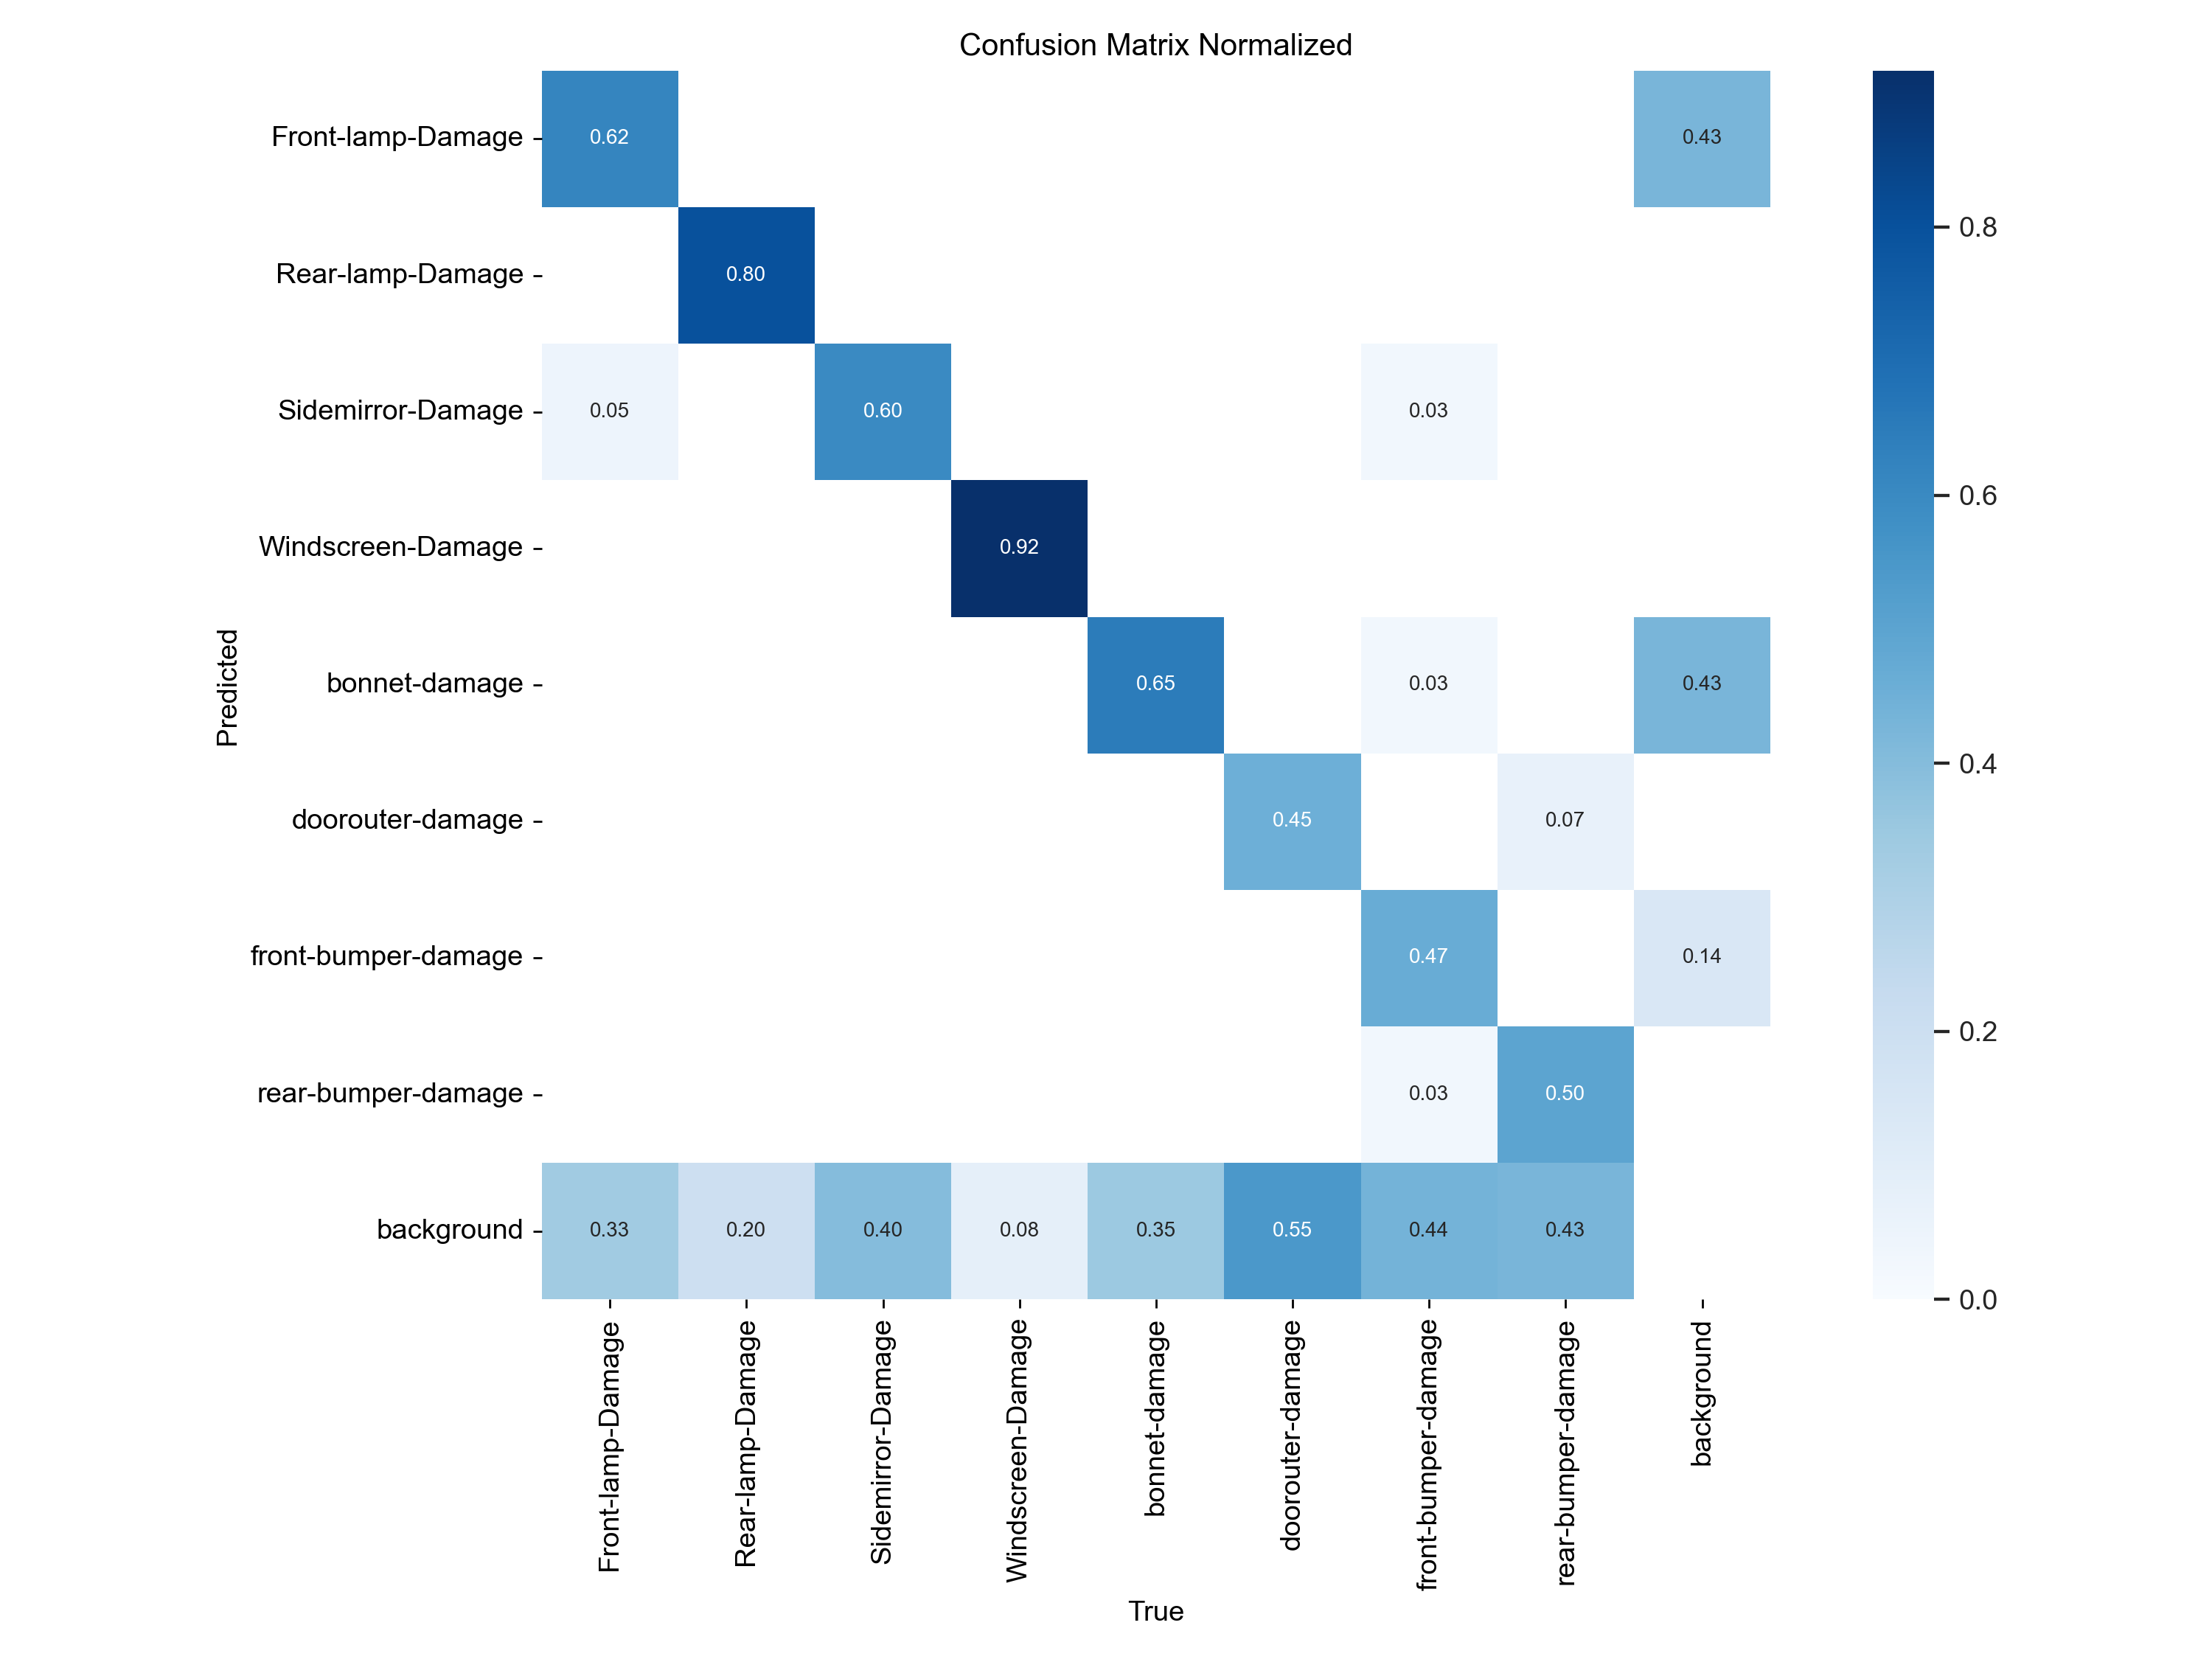 Confusion Matrix Normalized
Front-lamp-Damage
0.62
0.43
0.8
Rear-lamp-Damage
0.80
Sidemirror-Damage
0.05
0.60
0.03
0.6
Windscreen-Damage
0.92
Predicted
bonnet-damage
0.65
0.03
0.43
0.4
doorouter-damage
0.45
0.07
front-bumper-damage
0.47
0.14
0.2
rear-bumper-damage
0.03
0.50
background
0.33
0.20
0.40
0.08
0.35
0.55
0.44
0.43
0.0
Front-lamp-Damage
Rear-lamp-Damage
Sidemirror-Damage
Windscreen-Damage
bonnet-damage
doorouter-damage
front-bumper-damage
rear-bumper-damage
background
True